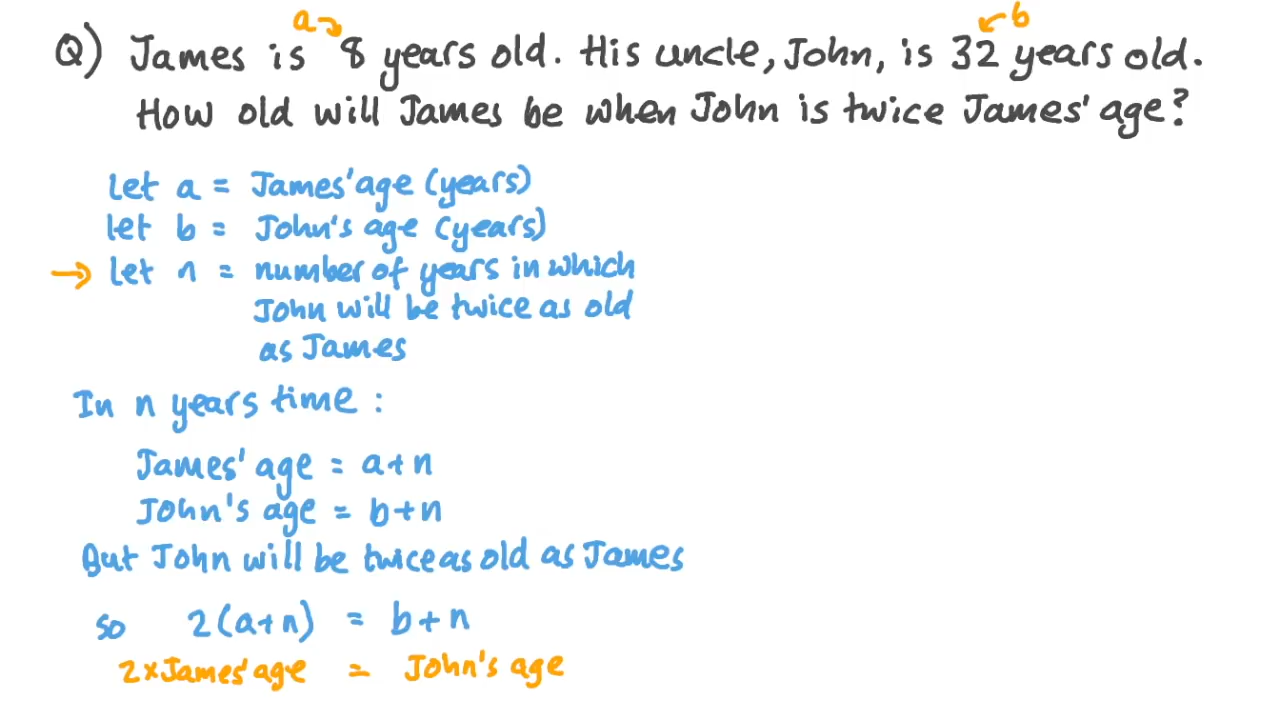 a b
Q) James is 8 years old. His uncle, John, is 32 years old.
How old will James be when John is twice James' age?
let a = James' age (years)
let b = John's age (years)
→ let n = number of years in which
John will be twice as old
as James
In n years time :
James' age = a+n
John's age = b+n
But John will be twice as old as James
so 2(a+n) = b+n
2×James' age = John's age